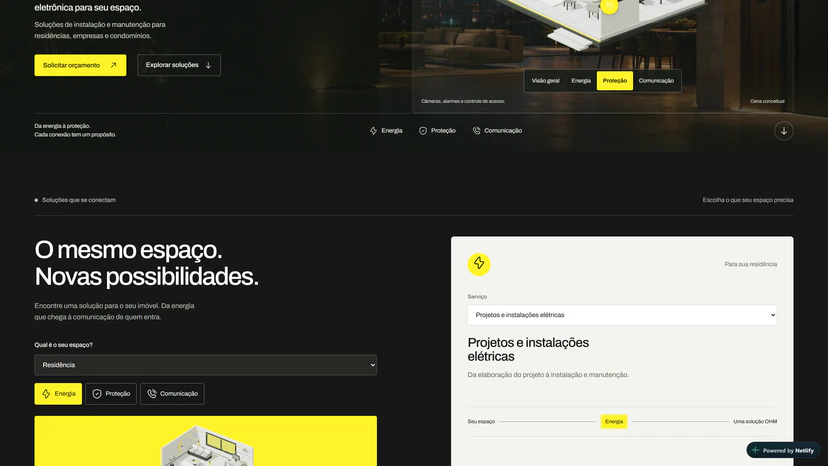 eletrônica para seu espaço.
Soluções de instalação e manutenção para
residências, empresas e condomínios.
Solicitar orçamento
Explorar soluções
Visão geral
Energia
Proteção
Comunicação
Câmeras, alarmes e controle de acesso.
Cena conceitual
Da energia à proteção.
Cada conexão tem um propósito.
Energia
Proteção
Comunicação
Soluções que se conectam
Escolha o que seu espaço precisa
O mesmo espaço.
Novas possibilidades.
Encontre uma solução para o seu imóvel. Da energia
que chega à comunicação de quem entra.
Qual é o seu espaço?
Residência
Energia
Proteção
Comunicação
Para sua residência
Serviço
Projetos e instalações elétricas
Projetos e instalações
elétricas
Da elaboração do projeto à instalação e manutenção.
Seu espaço
Energia
Uma solução OHM
Powered by Netlify